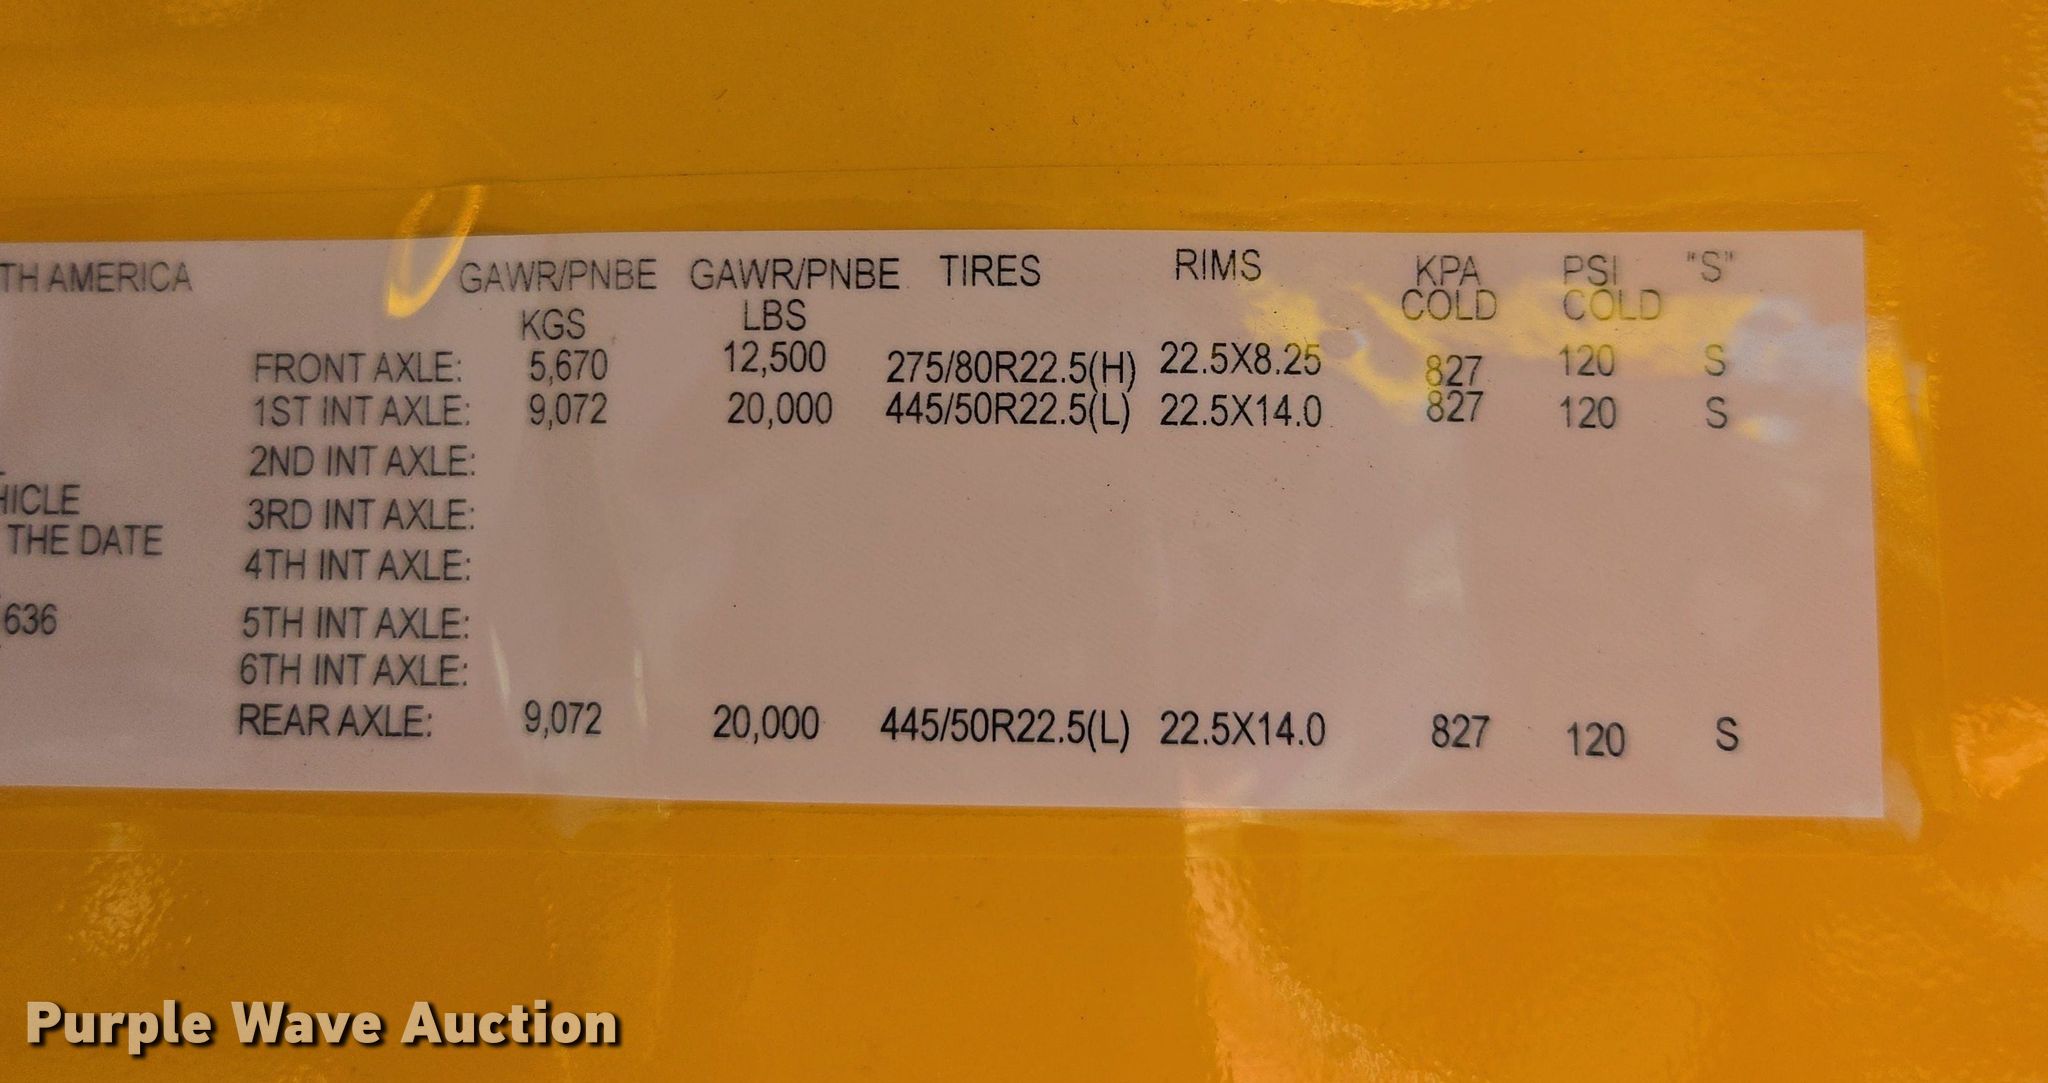 TH AMERICA GAWR/PNBE GAWR/PNBE TIRES RIMS KPA PSI "S"
KGS LBS COLD COLD
FRONT AXLE: 5,670 12,500 275/80R22.5(H) 22.5X8.25 827 120 S
1ST INT AXLE: 9,072 20,000 445/50R22.5(L) 22.5X14.0 827 120 S
2ND INT AXLE:
HICLE
3RD INT AXLE:
THE DATE
4TH INT AXLE:
636 5TH INT AXLE:
6TH INT AXLE:
REAR AXLE: 9,072 20,000 445/50R22.5(L) 22.5X14.0 827 120 S
Purple Wave Auction